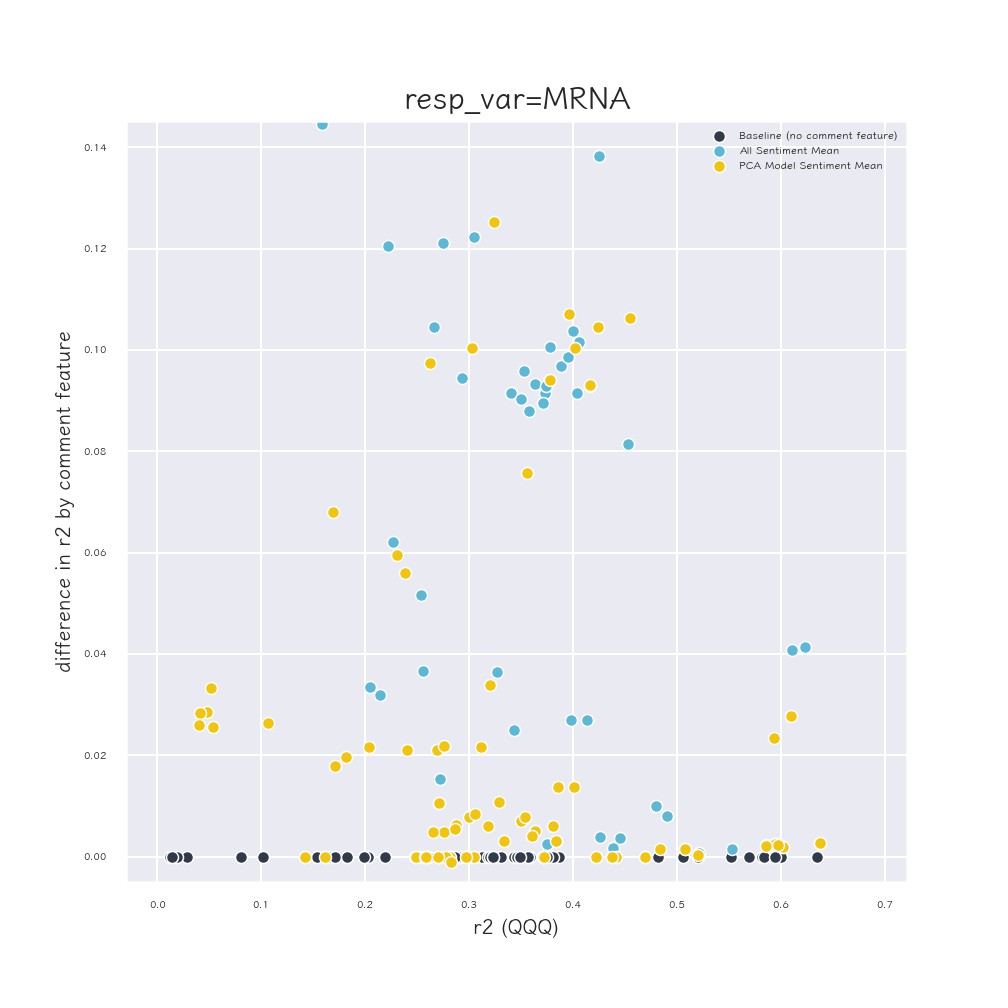 resp_var=MRNA
Baseline (no comment feature)
All Sentiment Mean
PCA Model Sentiment Mean
difference in r2 by comment feature
0.14
0.12
0.10
0.08
0.06
0.04
0.02
0.00
0.0 0.1 0.2 0.3 0.4 0.5 0.6 0.7
r2 (QQQ)